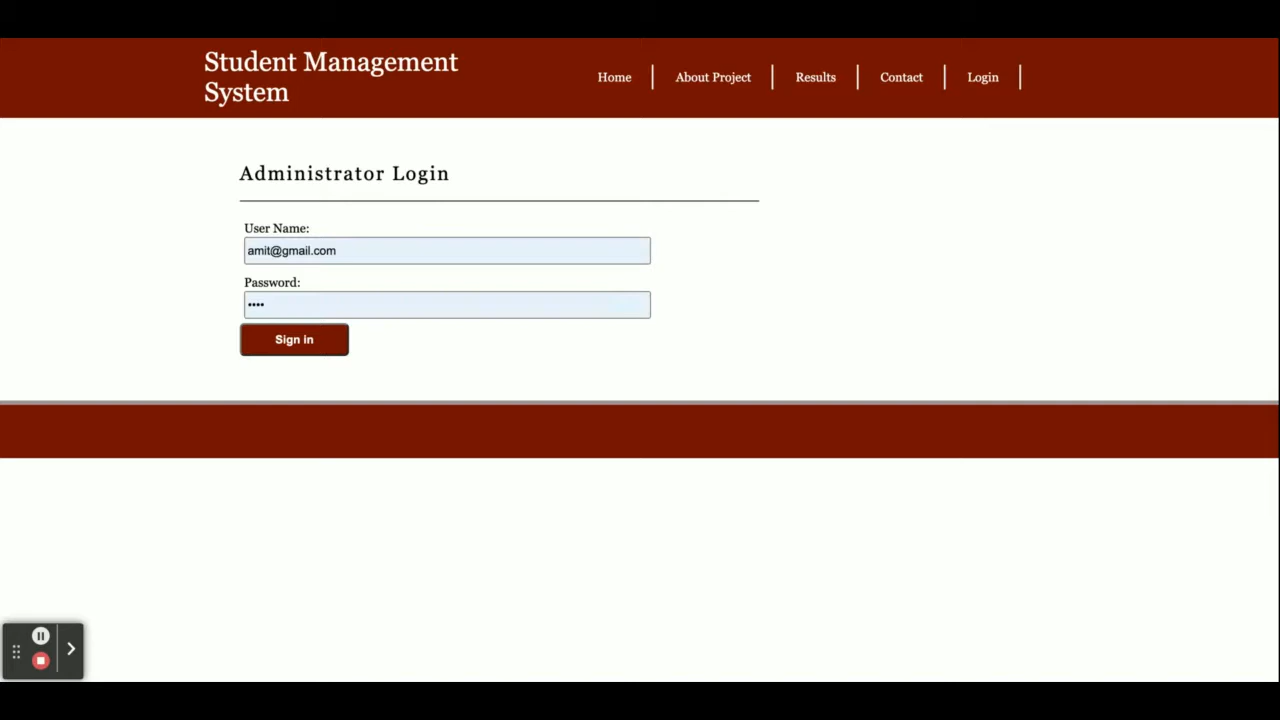 Student Management
System
Home
About Project
Results
Contact
Login
Administrator Login
User Name:
amit@gmail.com
Password:
••••
Sign in